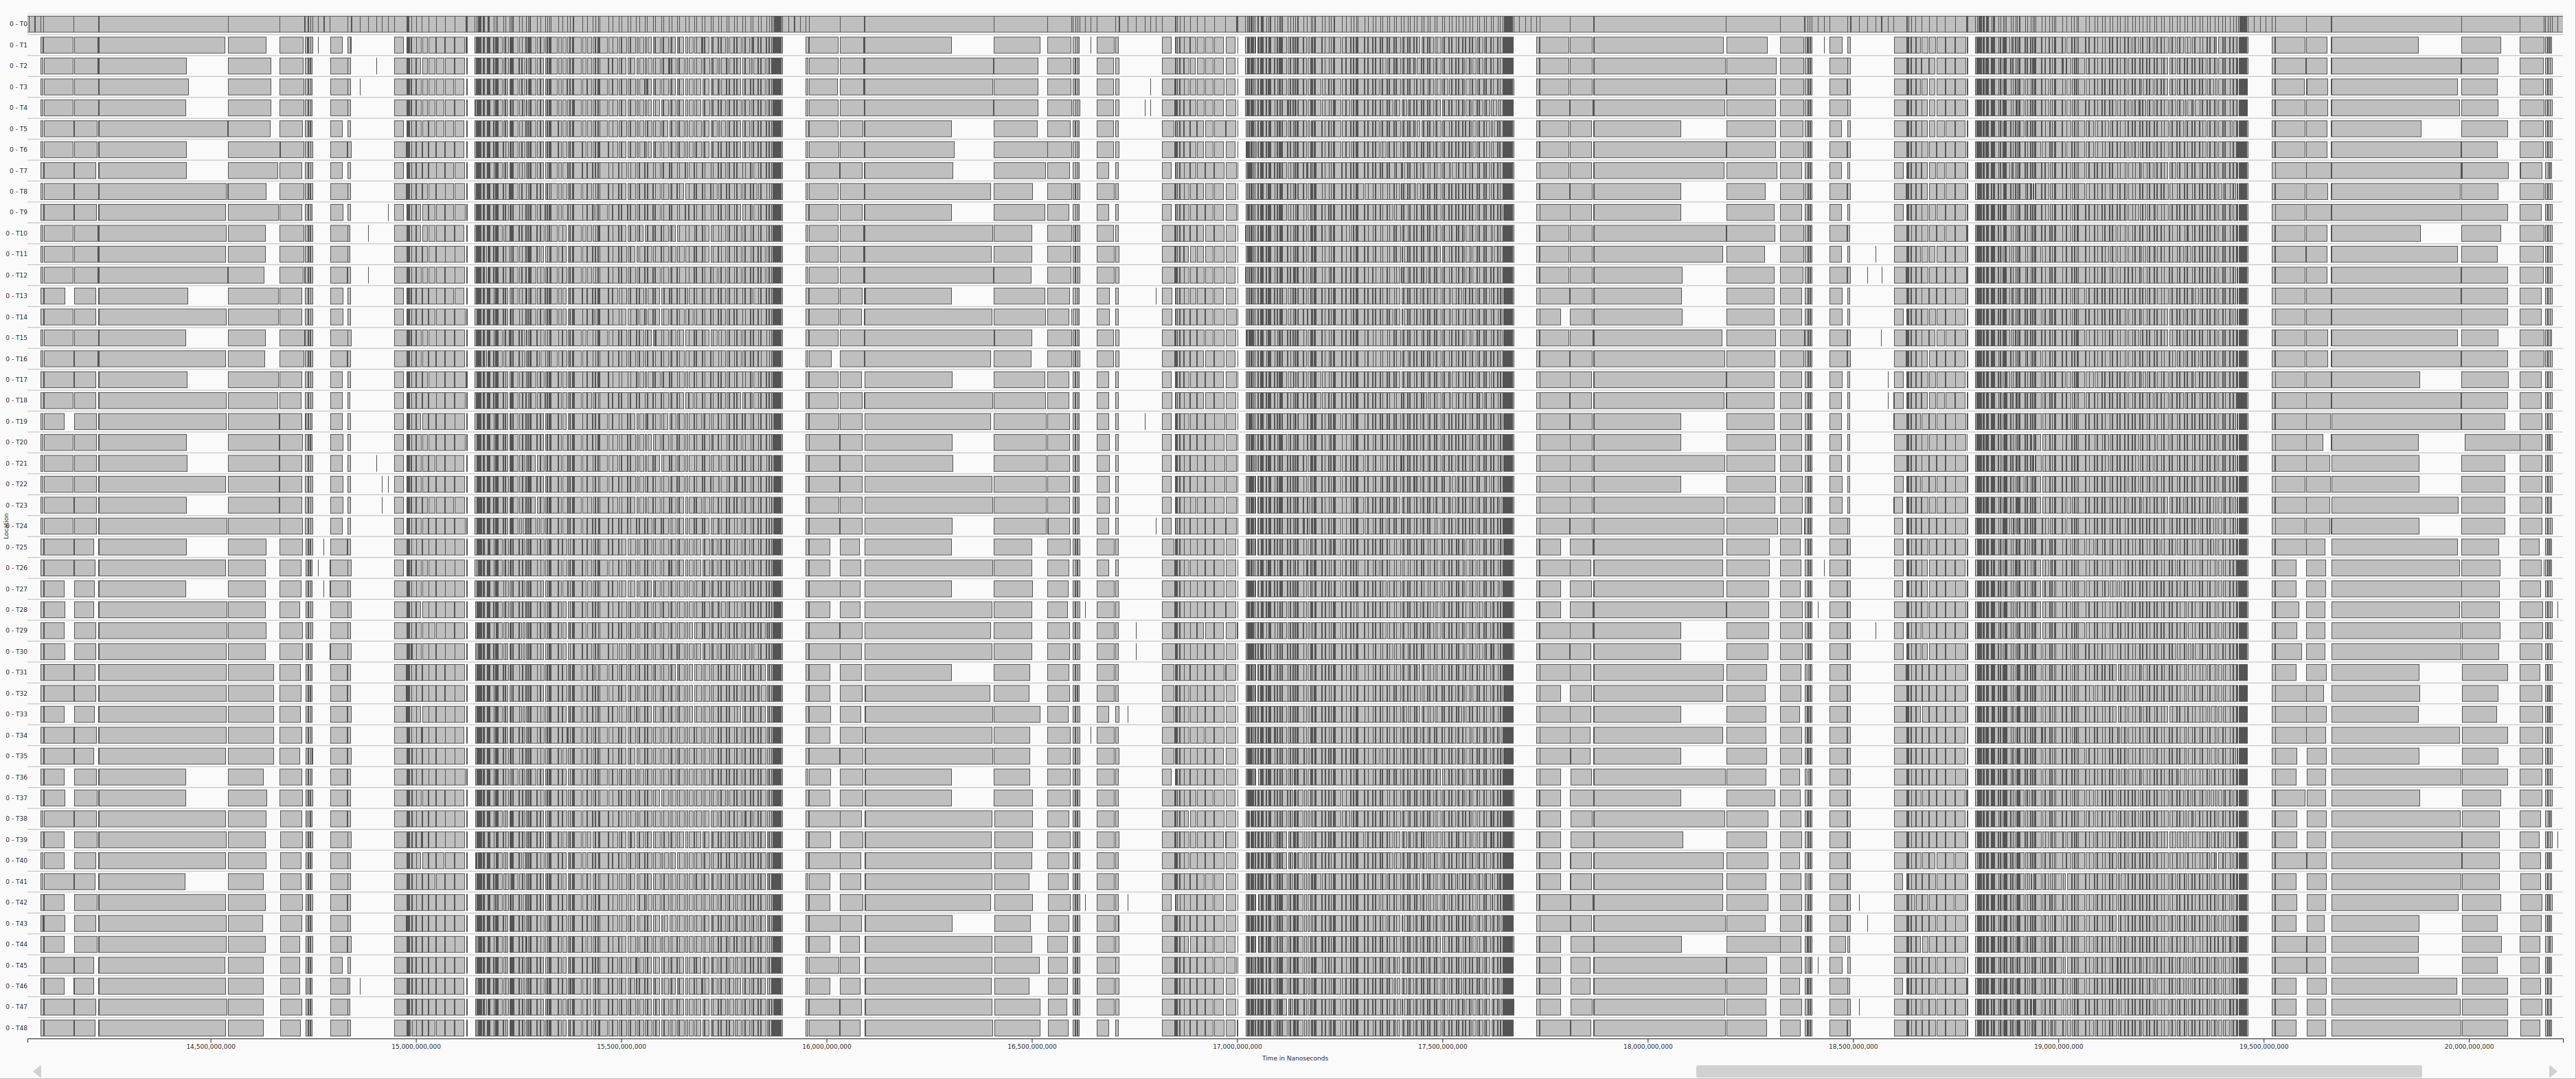 0 - T0
0 - T1
0 - T2
0 - T3
0 - T4
0 - T5
0 - T6
0 - T7
0 - T8
0 - T9
0 - T10
0 - T11
0 - T12
0 - T13
0 - T14
0 - T15
0 - T16
0 - T17
0 - T18
0 - T19
0 - T20
0 - T21
0 - T22
0 - T23
Location
0 - T24
0 - T25
0 - T26
0 - T27
0 - T28
0 - T29
0 - T30
0 - T31
0 - T32
0 - T33
0 - T34
0 - T35
0 - T36
0 - T37
0 - T38
0 - T39
0 - T40
0 - T41
0 - T42
0 - T43
0 - T44
0 - T45
0 - T46
0 - T47
0 - T48
14,500,000,000 15,000,000,000 15,500,000,000 16,000,000,000 16,500,000,000 17,000,000,000 17,500,000,000 18,000,000,000 18,500,000,000 19,000,000,000 19,500,000,000 20,000,000,000
Time in Nanoseconds